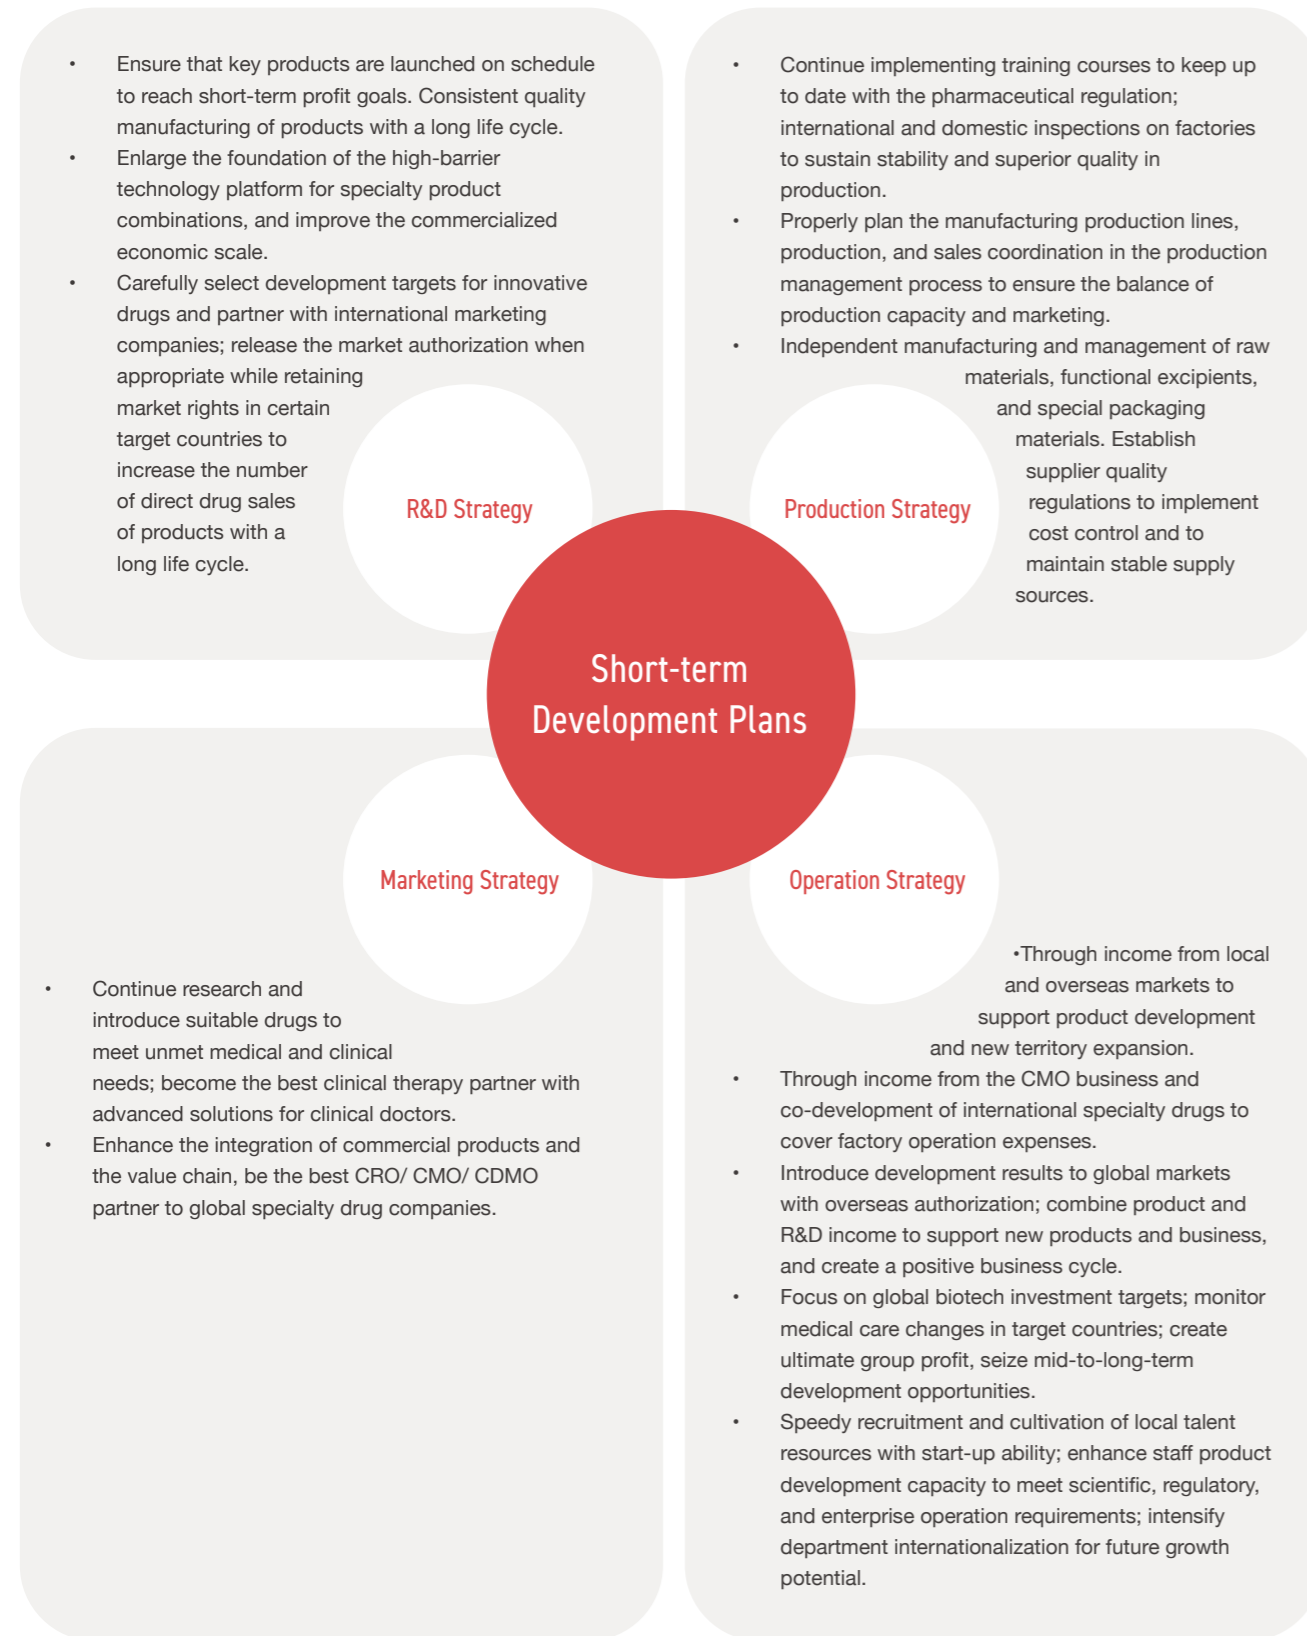 • Ensure that key products are launched on schedule
to reach short-term profit goals. Consistent quality
manufacturing of products with a long life cycle.
• Enlarge the foundation of the high-barrier
technology platform for specialty product
combinations, and improve the commercialized
economic scale.
• Carefully select development targets for innovative
drugs and partner with international marketing
companies; release the market authorization when
appropriate while retaining
market rights in certain
target countries to
increase the number
of direct drug sales
of products with a
long life cycle.
R&D Strategy
• Continue implementing training courses to keep up
to date with the pharmaceutical regulation;
international and domestic inspections on factories
to sustain stability and superior quality in
production.
• Properly plan the manufacturing production lines,
production, and sales coordination in the production
management process to ensure the balance of
production capacity and marketing.
• Independent manufacturing and management of raw
materials, functional excipients,
and special packaging
materials. Establish
supplier quality
regulations to implement
cost control and to
maintain stable supply
sources.
Production Strategy
Short-term
Development Plans
Marketing Strategy
• Continue research and
introduce suitable drugs to
meet unmet medical and clinical
needs; become the best clinical therapy partner with
advanced solutions for clinical doctors.
• Enhance the integration of commercial products and
the value chain, be the best CRO/ CMO/ CDMO
partner to global specialty drug companies.
Operation Strategy
•Through income from local
and overseas markets to
support product development
and new territory expansion.
• Through income from the CMO business and
co-development of international specialty drugs to
cover factory operation expenses.
• Introduce development results to global markets
with overseas authorization; combine product and
R&D income to support new products and business,
and create a positive business cycle.
• Focus on global biotech investment targets; monitor
medical care changes in target countries; create
ultimate group profit, seize mid-to-long-term
development opportunities.
• Speedy recruitment and cultivation of local talent
resources with start-up ability; enhance staff product
development capacity to meet scientific, regulatory,
and enterprise operation requirements; intensify
department internationalization for future growth
potential.